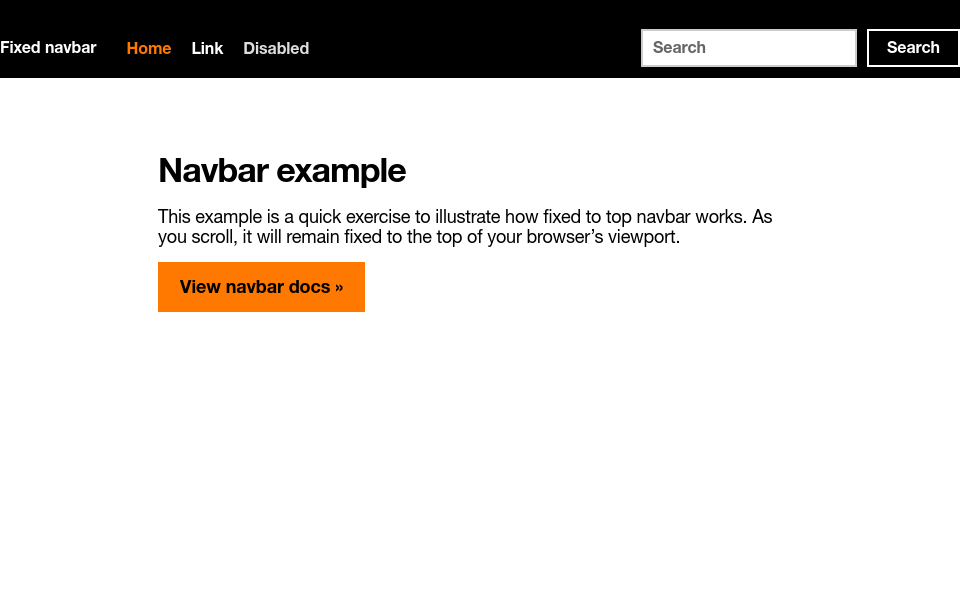 Fixed navbar Home Link Disabled Search Search
Navbar example
This example is a quick exercise to illustrate how fixed to top navbar works. As
you scroll, it will remain fixed to the top of your browser’s viewport.
View navbar docs »